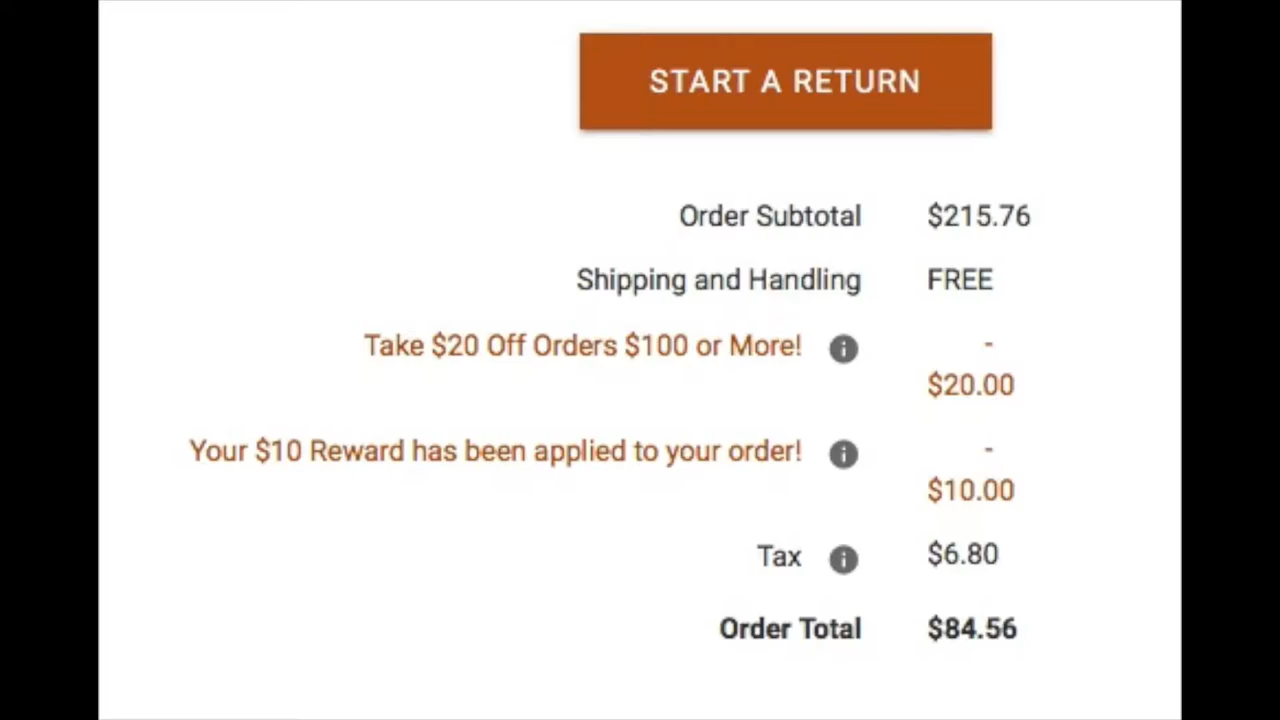 START A RETURN
Order Subtotal $215.76
Shipping and Handling FREE
Take $20 Off Orders $100 or More! -
$20.00
Your $10 Reward has been applied to your order! -
$10.00
Tax $6.80
Order Total $84.56